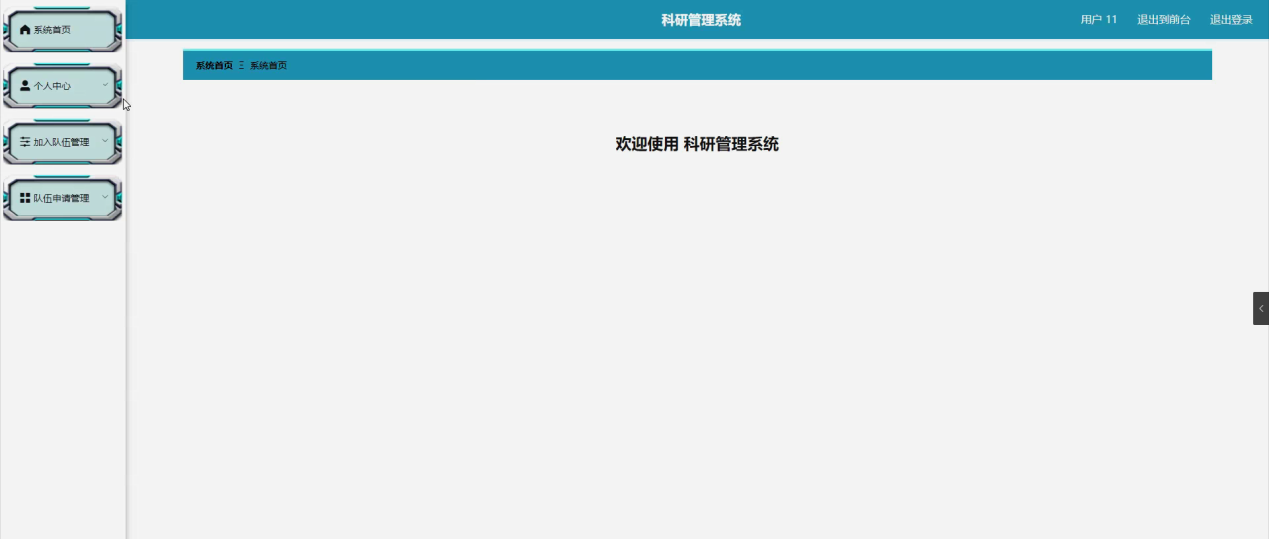 科研管理系统
用户 11 退出到前台 退出登录
系统首页
个人中心
加入队伍管理
队伍申请管理
系统首页 Ξ 系统首页
欢迎使用 科研管理系统